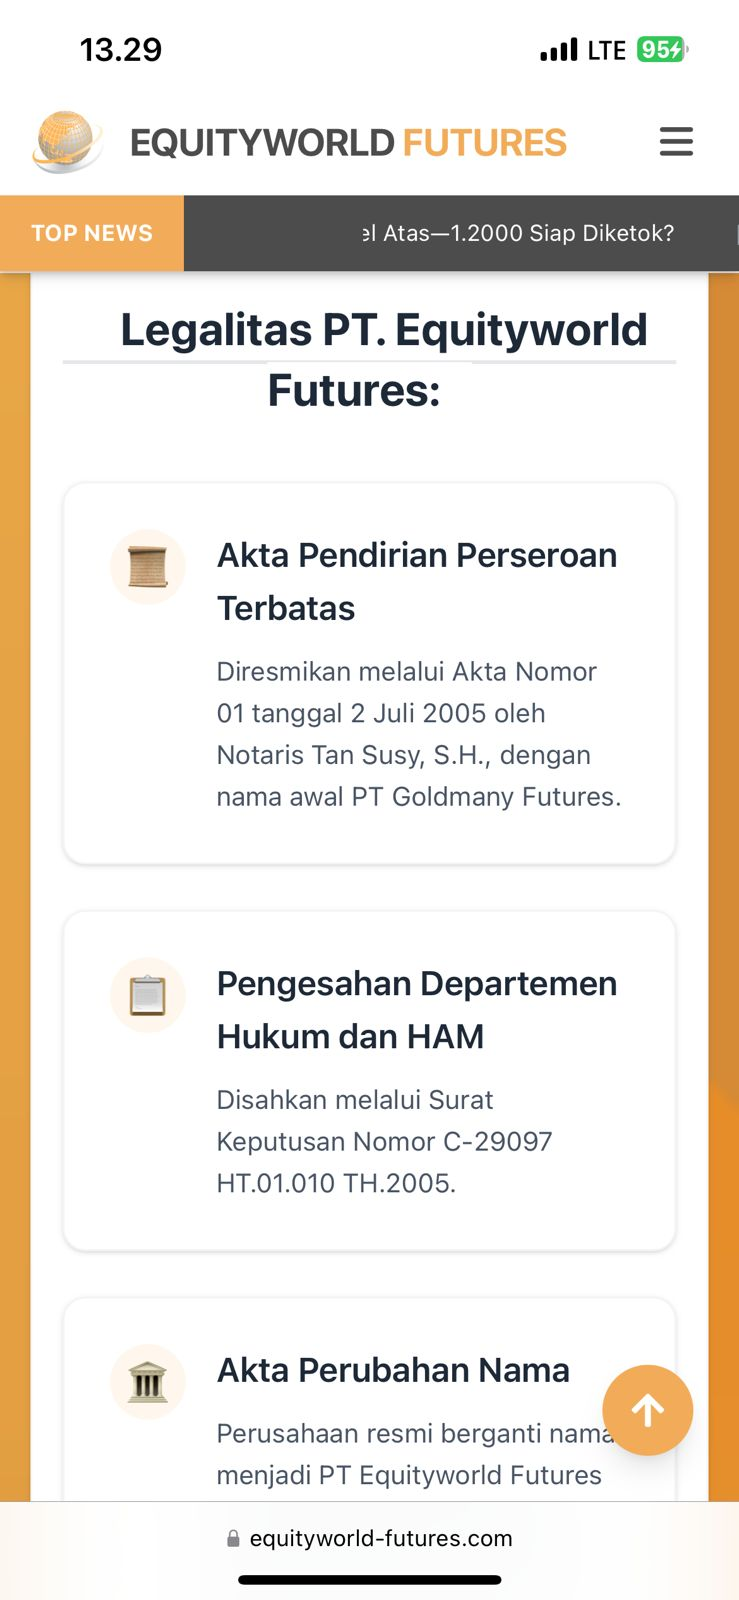 13.29
LTE 95
EQUITYWORLD FUTURES
TOP NEWS
el Atas—1.2000 Siap Diketok?
Legalitas PT. Equityworld
Futures:
Akta Pendirian Perseroan
Terbatas
Diresmikan melalui Akta Nomor
01 tanggal 2 Juli 2005 oleh
Notaris Tan Susy, S.H., dengan
nama awal PT Goldmany Futures.
Pengesahan Departemen
Hukum dan HAM
Disahkan melalui Surat
Keputusan Nomor C-29097
HT.01.010 TH.2005.
Akta Perubahan Nama
Perusahaan resmi berganti nama
menjadi PT Equityworld Futures
equityworld-futures.com